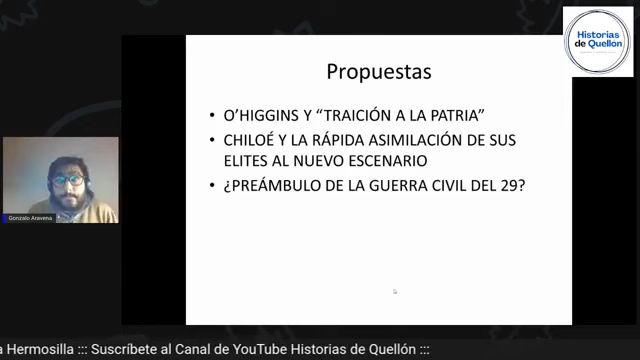 Historias
de Quellón
Propuestas
• O’HIGGINS Y “TRAICIÓN A LA PATRIA”
• CHILOÉ Y LA RÁPIDA ASIMILACIÓN DE SUS
ELITES AL NUEVO ESCENARIO
• ¿PREÁMBULO DE LA GUERRA CIVIL DEL 29?
Gonzalo Aravena
a Hermosilla ::: Suscríbete al Canal de YouTube Historias de Quellón :::